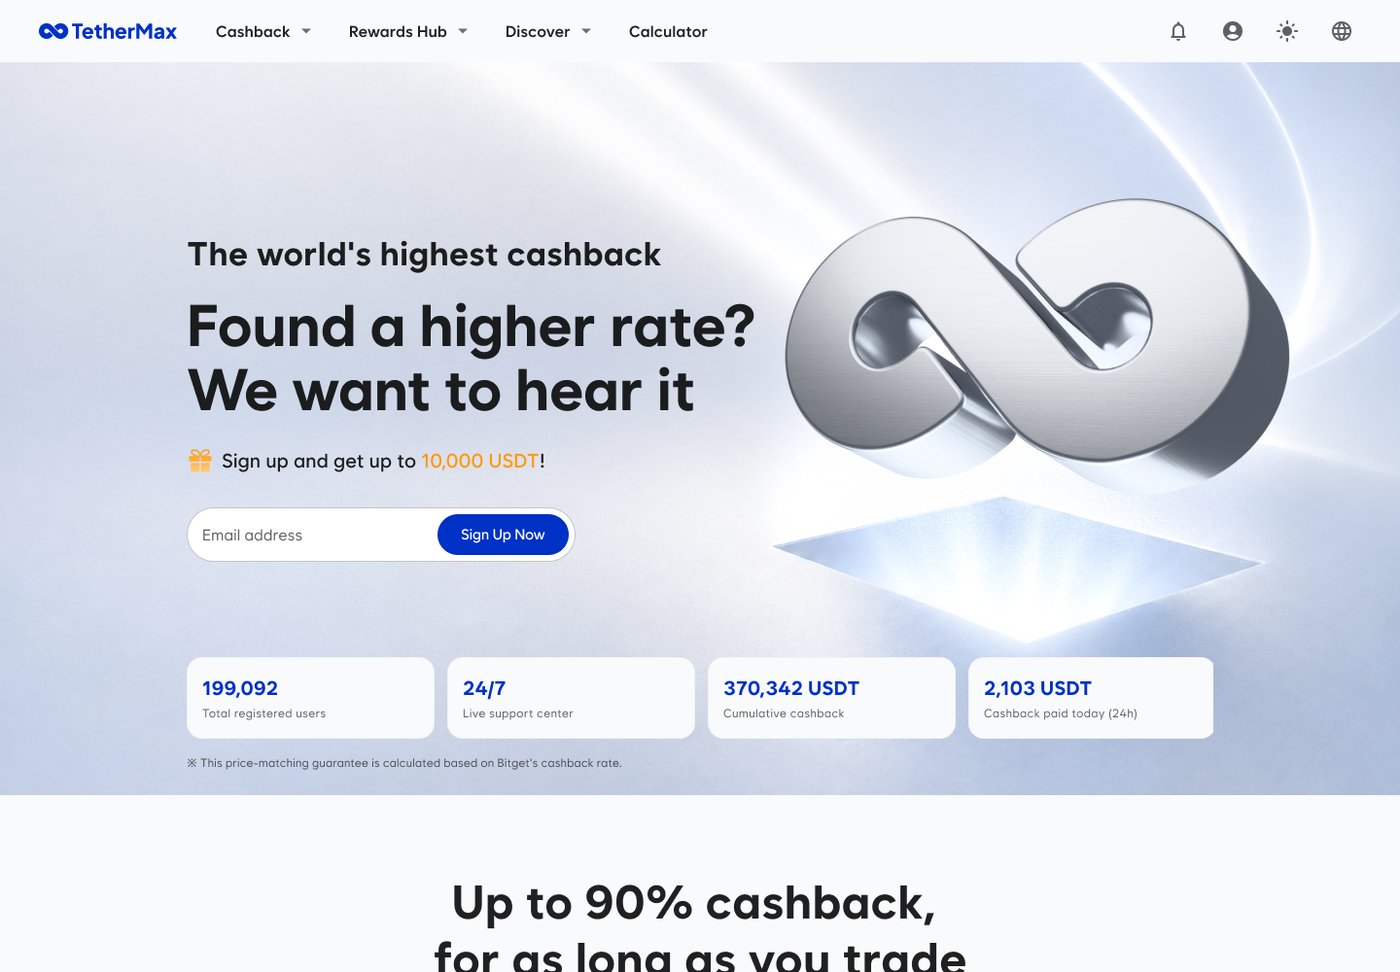 TetherMax
Cashback
Rewards Hub
Discover
Calculator
The world's highest cashback
Found a higher rate?
We want to hear it
Sign up and get up to 10,000 USDT!
Email address
Sign Up Now
199,092
Total registered users
24/7
Live support center
370,342 USDT
Cumulative cashback
2,103 USDT
Cashback paid today (24h)
※ This price-matching guarantee is calculated based on Bitget's cashback rate.
Up to 90% cashback,
for as long as you trade